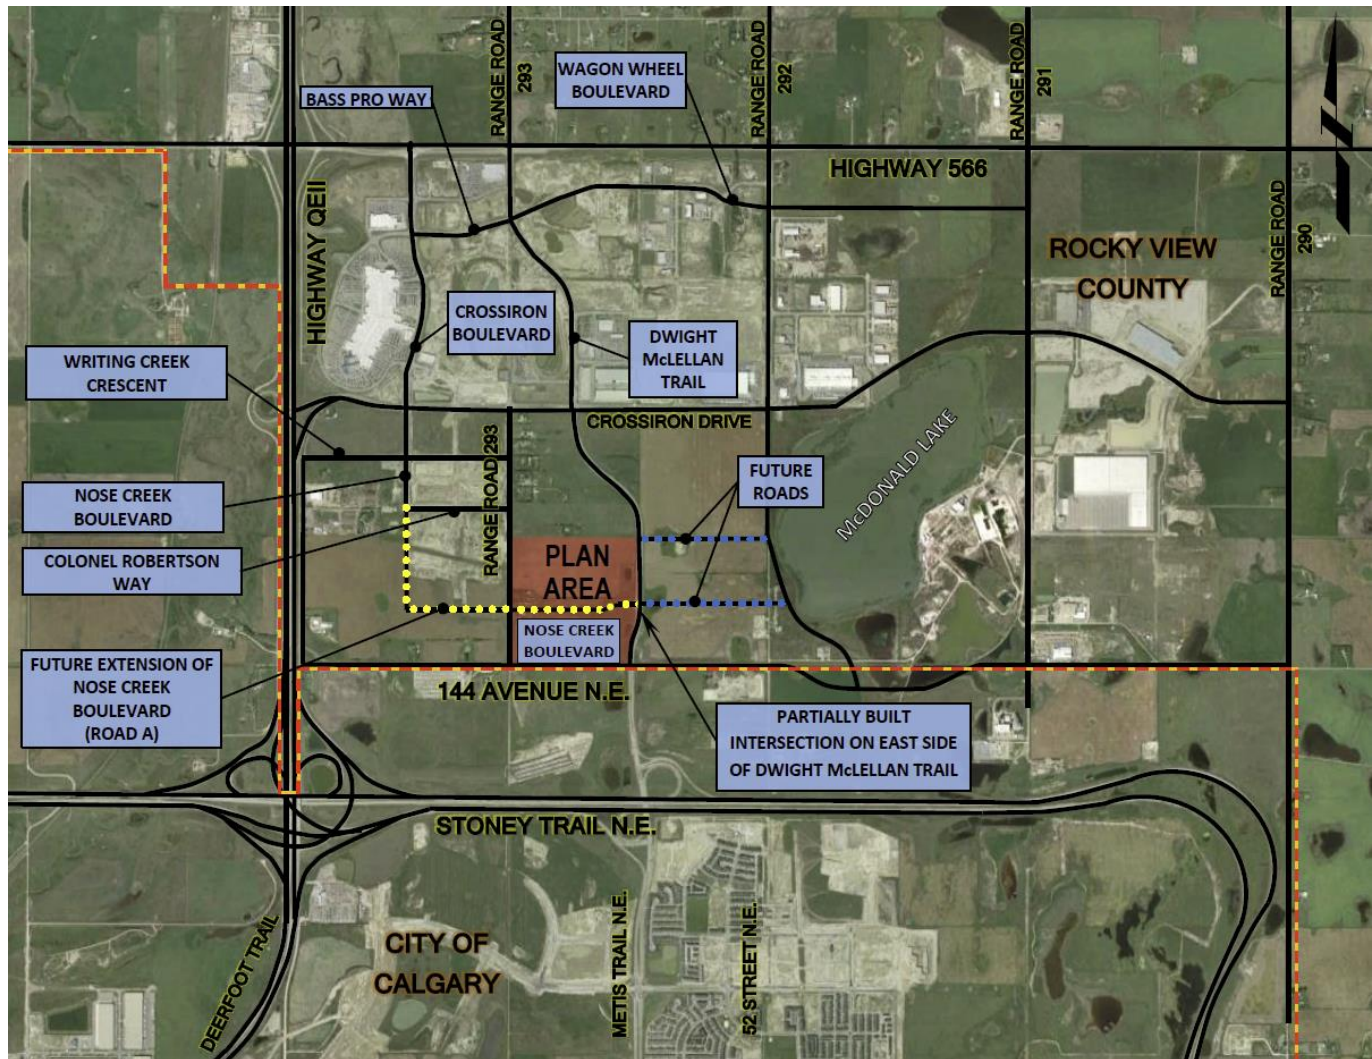 RANGE ROAD
293
RANGE ROAD
292
RANGE ROAD
291
WAGON WHEEL
BOULEVARD
BASS PRO WAY
HIGHWAY 566
HIGHWAY QEII
ROCKY VIEW
COUNTY
RANGE ROAD
290
CROSSIRON
BOULEVARD
DWIGHT
McLELLAN
TRAIL
WRITING CREEK
CRESCENT
CROSSIRON DRIVE
McDONALD LAKE
RANGE ROAD 293
FUTURE
ROADS
NOSE CREEK
BOULEVARD
COLONEL ROBERTSON
WAY
PLAN
AREA
NOSE CREEK
BOULEVARD
FUTURE EXTENSION OF
NOSE CREEK
BOULEVARD
(ROAD A)
144 AVENUE N.E.
PARTIALLY BUILT
INTERSECTION ON EAST SIDE
OF DWIGHT McLELLAN TRAIL
STONEY TRAIL N.E.
DEERFOOT TRAIL
CITY OF
CALGARY
METIS TRAIL N.E.
52 STREET N.E.